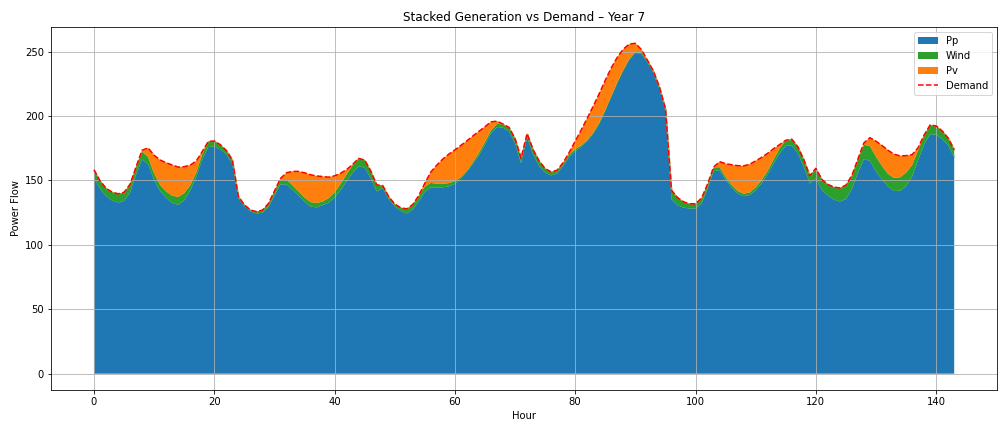 Stacked Generation vs Demand – Year 7
Pp
Wind
Pv
Demand
250
200
150
100
50
0
Power Flow
0 20 40 60 80 100 120 140
Hour